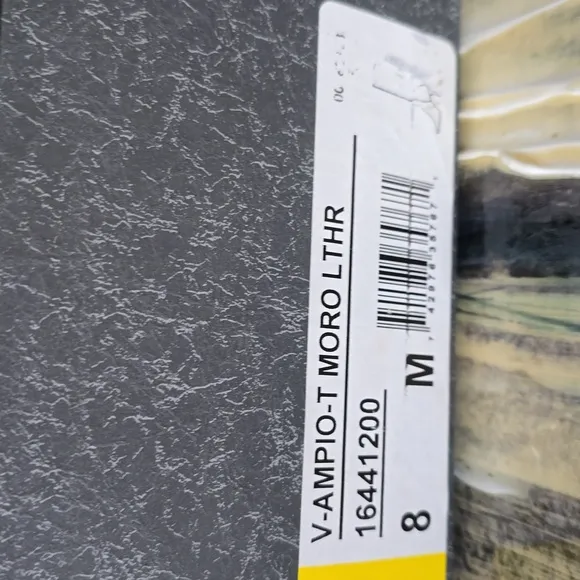 V-AMPIO-T MORO LTHR
16441200
8 M